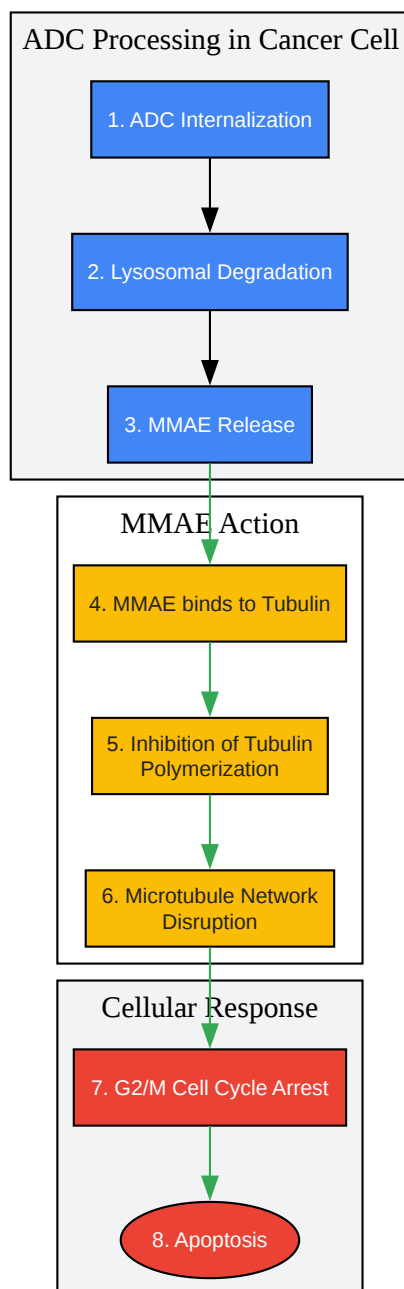 ADC Processing in Cancer Cell
1. ADC Internalization
2. Lysosomal Degradation
3. MMAE Release
MMAE Action
4. MMAE binds to Tubulin
5. Inhibition of Tubulin
Polymerization
6. Microtubule Network
Disruption
Cellular Response
7. G2/M Cell Cycle Arrest
8. Apoptosis